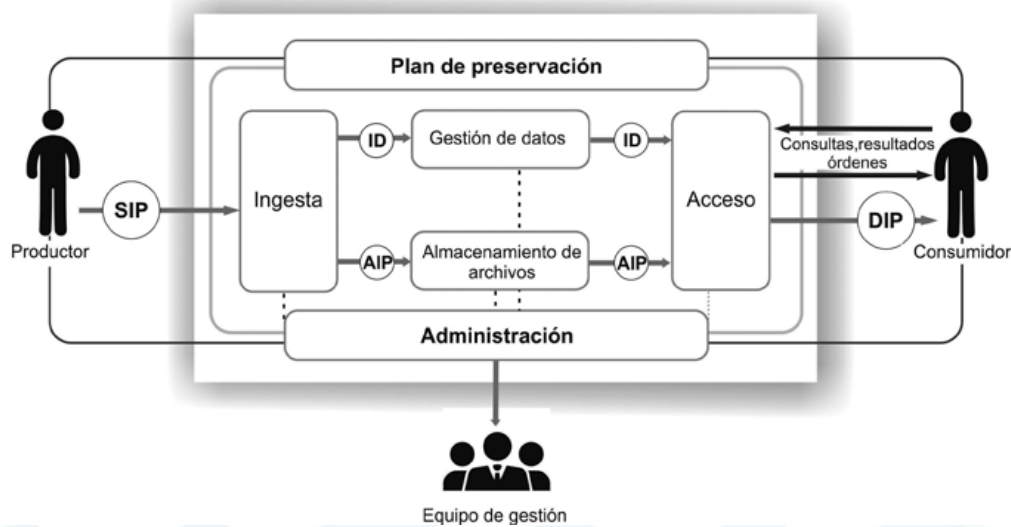 Plan de preservación
ID
Gestión de datos
ID
Consultas,resultados
órdenes
Ingesta
Acceso
SIP
DIP
Productor
Consumidor
AIP
Almacenamiento de
archivos
AIP
Administración
Equipo de gestión